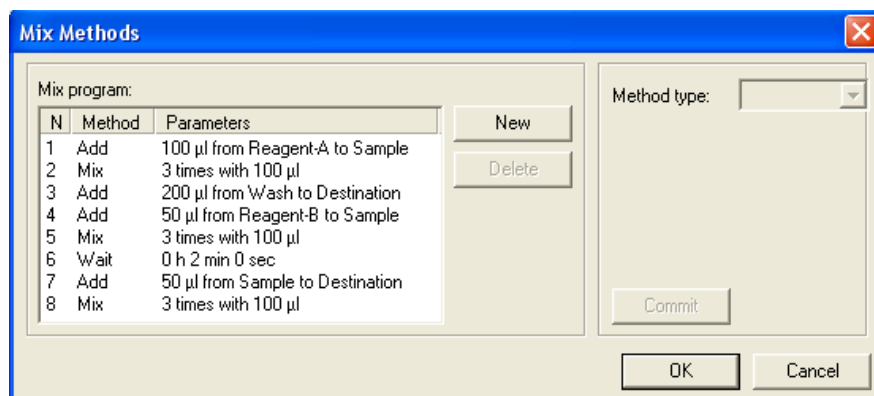 Mix Methods
Mix program:
N Method Parameters
1 Add 100 µl from Reagent-A to Sample
2 Mix 3 times with 100 µl
3 Add 200 µl from Wash to Destination
4 Add 50 µl from Reagent-B to Sample
5 Mix 3 times with 100 µl
6 Wait 0 h 2 min 0 sec
7 Add 50 µl from Sample to Destination
8 Mix 3 times with 100 µl
New
Delete
Method type:
Commit
OK
Cancel